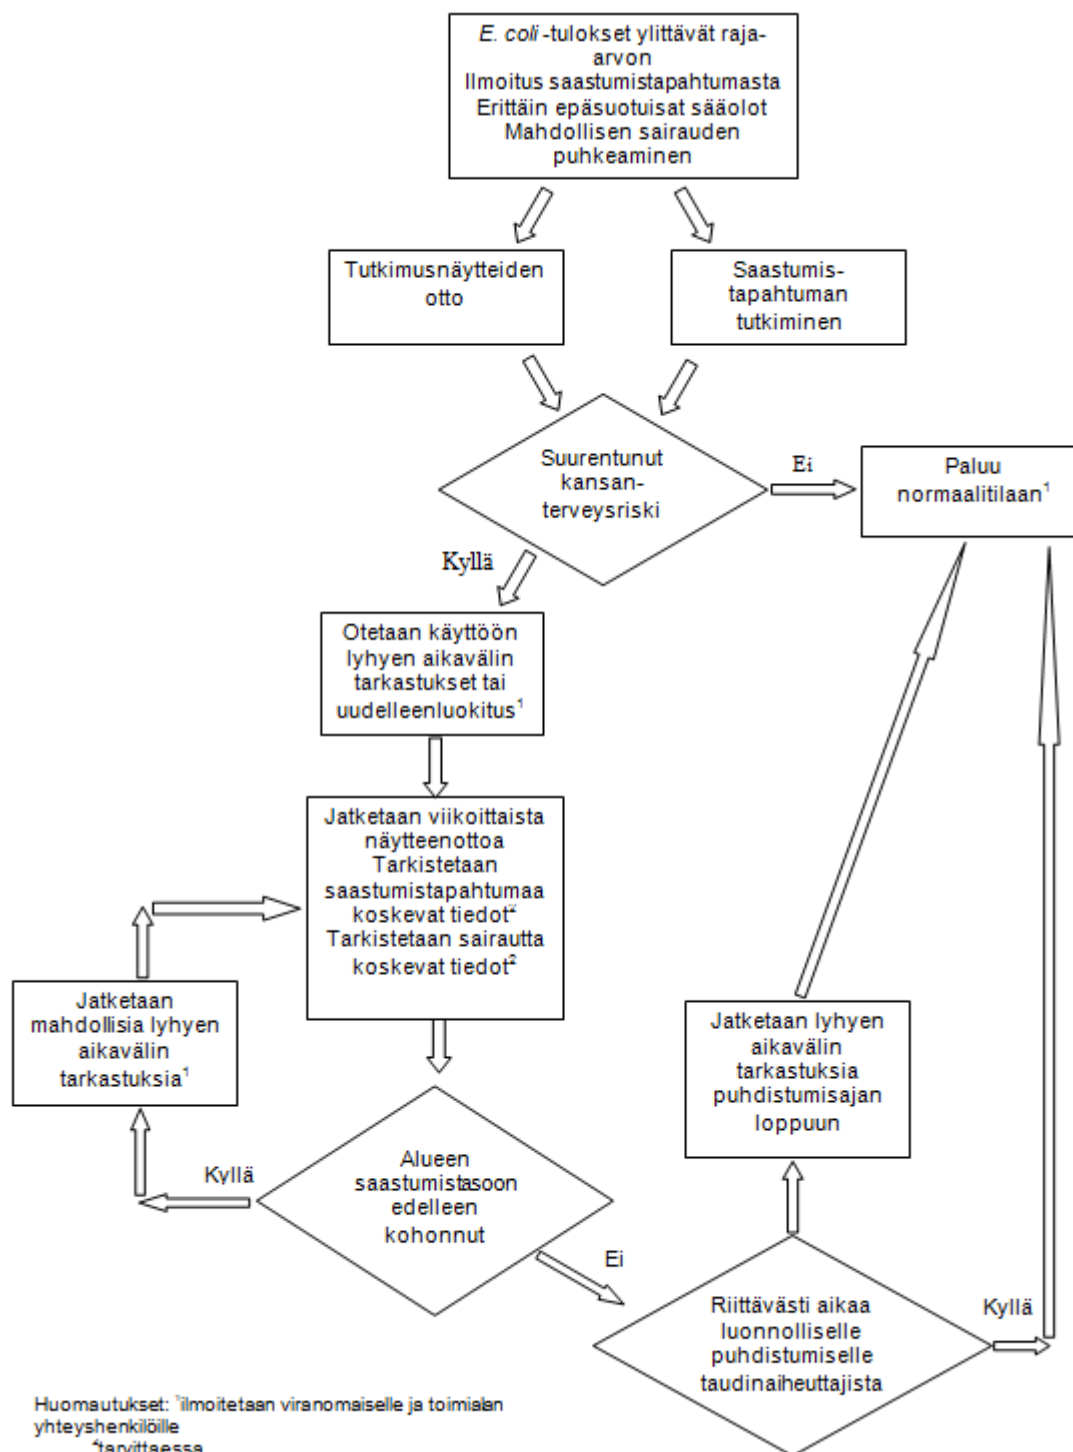 E. coli -tulokset ylittävät raja-
arvon
Ilmoitus saastumistapahtumasta
Erittäin epäsuotuisat sääolot
Mahdollisen sairauden
puhkeaminen
Tutkimusnäytteiden
otto
Saastumis-
tapahtuman
tutkiminen
Suurentunut
kansan-
terveysriski
Ei
Paluu
normaalitilaan¹
Kyllä
Otetaan käyttöön
lyhyen aikavälin
tarkastukset tai
uudelleenluokitus¹
Jatketaan viikoittaista
näytteenottoa
Tarkistetaan
saastumistapahtumaa
koskevat tiedot²
Tarkistetaan sairautta
koskevat tiedot²
Jatketaan
mahdollisia lyhyen
aikavälin
tarkastuksia¹
Jatketaan lyhyen
aikavälin
tarkastuksia
puhdistumisajan
loppuun
Kyllä
Alueen
saastumistasoon
edelleen
kohonnut
Ei
Riittävästi aikaa
luonnolliselle
puhdistumiselle
taudinaiheuttajista
Kyllä
Huomautukset: ¹ilmoitetaan viranomaiselle ja toimialan
yhteyshenkilöille
²tarvittaessa